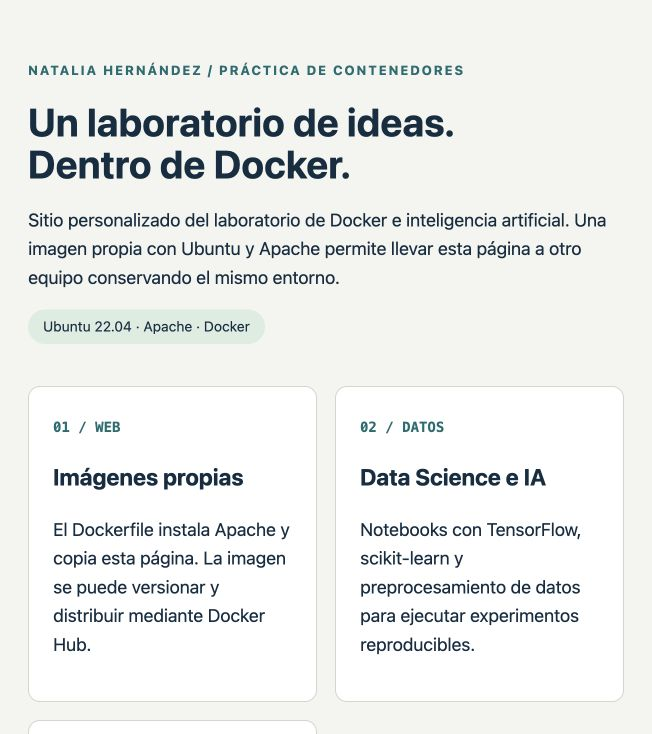 NATALIA HERNÁNDEZ / PRÁCTICA DE CONTENEDORES
Un laboratorio de ideas.
Dentro de Docker.
Sitio personalizado del laboratorio de Docker e inteligencia artificial. Una
imagen propia con Ubuntu y Apache permite llevar esta página a otro
equipo conservando el mismo entorno.
Ubuntu 22.04 · Apache · Docker
01 / WEB
Imágenes propias
El Dockerfile instala Apache y
copia esta página. La imagen
se puede versionar y
distribuir mediante Docker
Hub.
02 / DATOS
Data Science e IA
Notebooks con TensorFlow,
scikit-learn y
preprocesamiento de datos
para ejecutar experimentos
reproducibles.